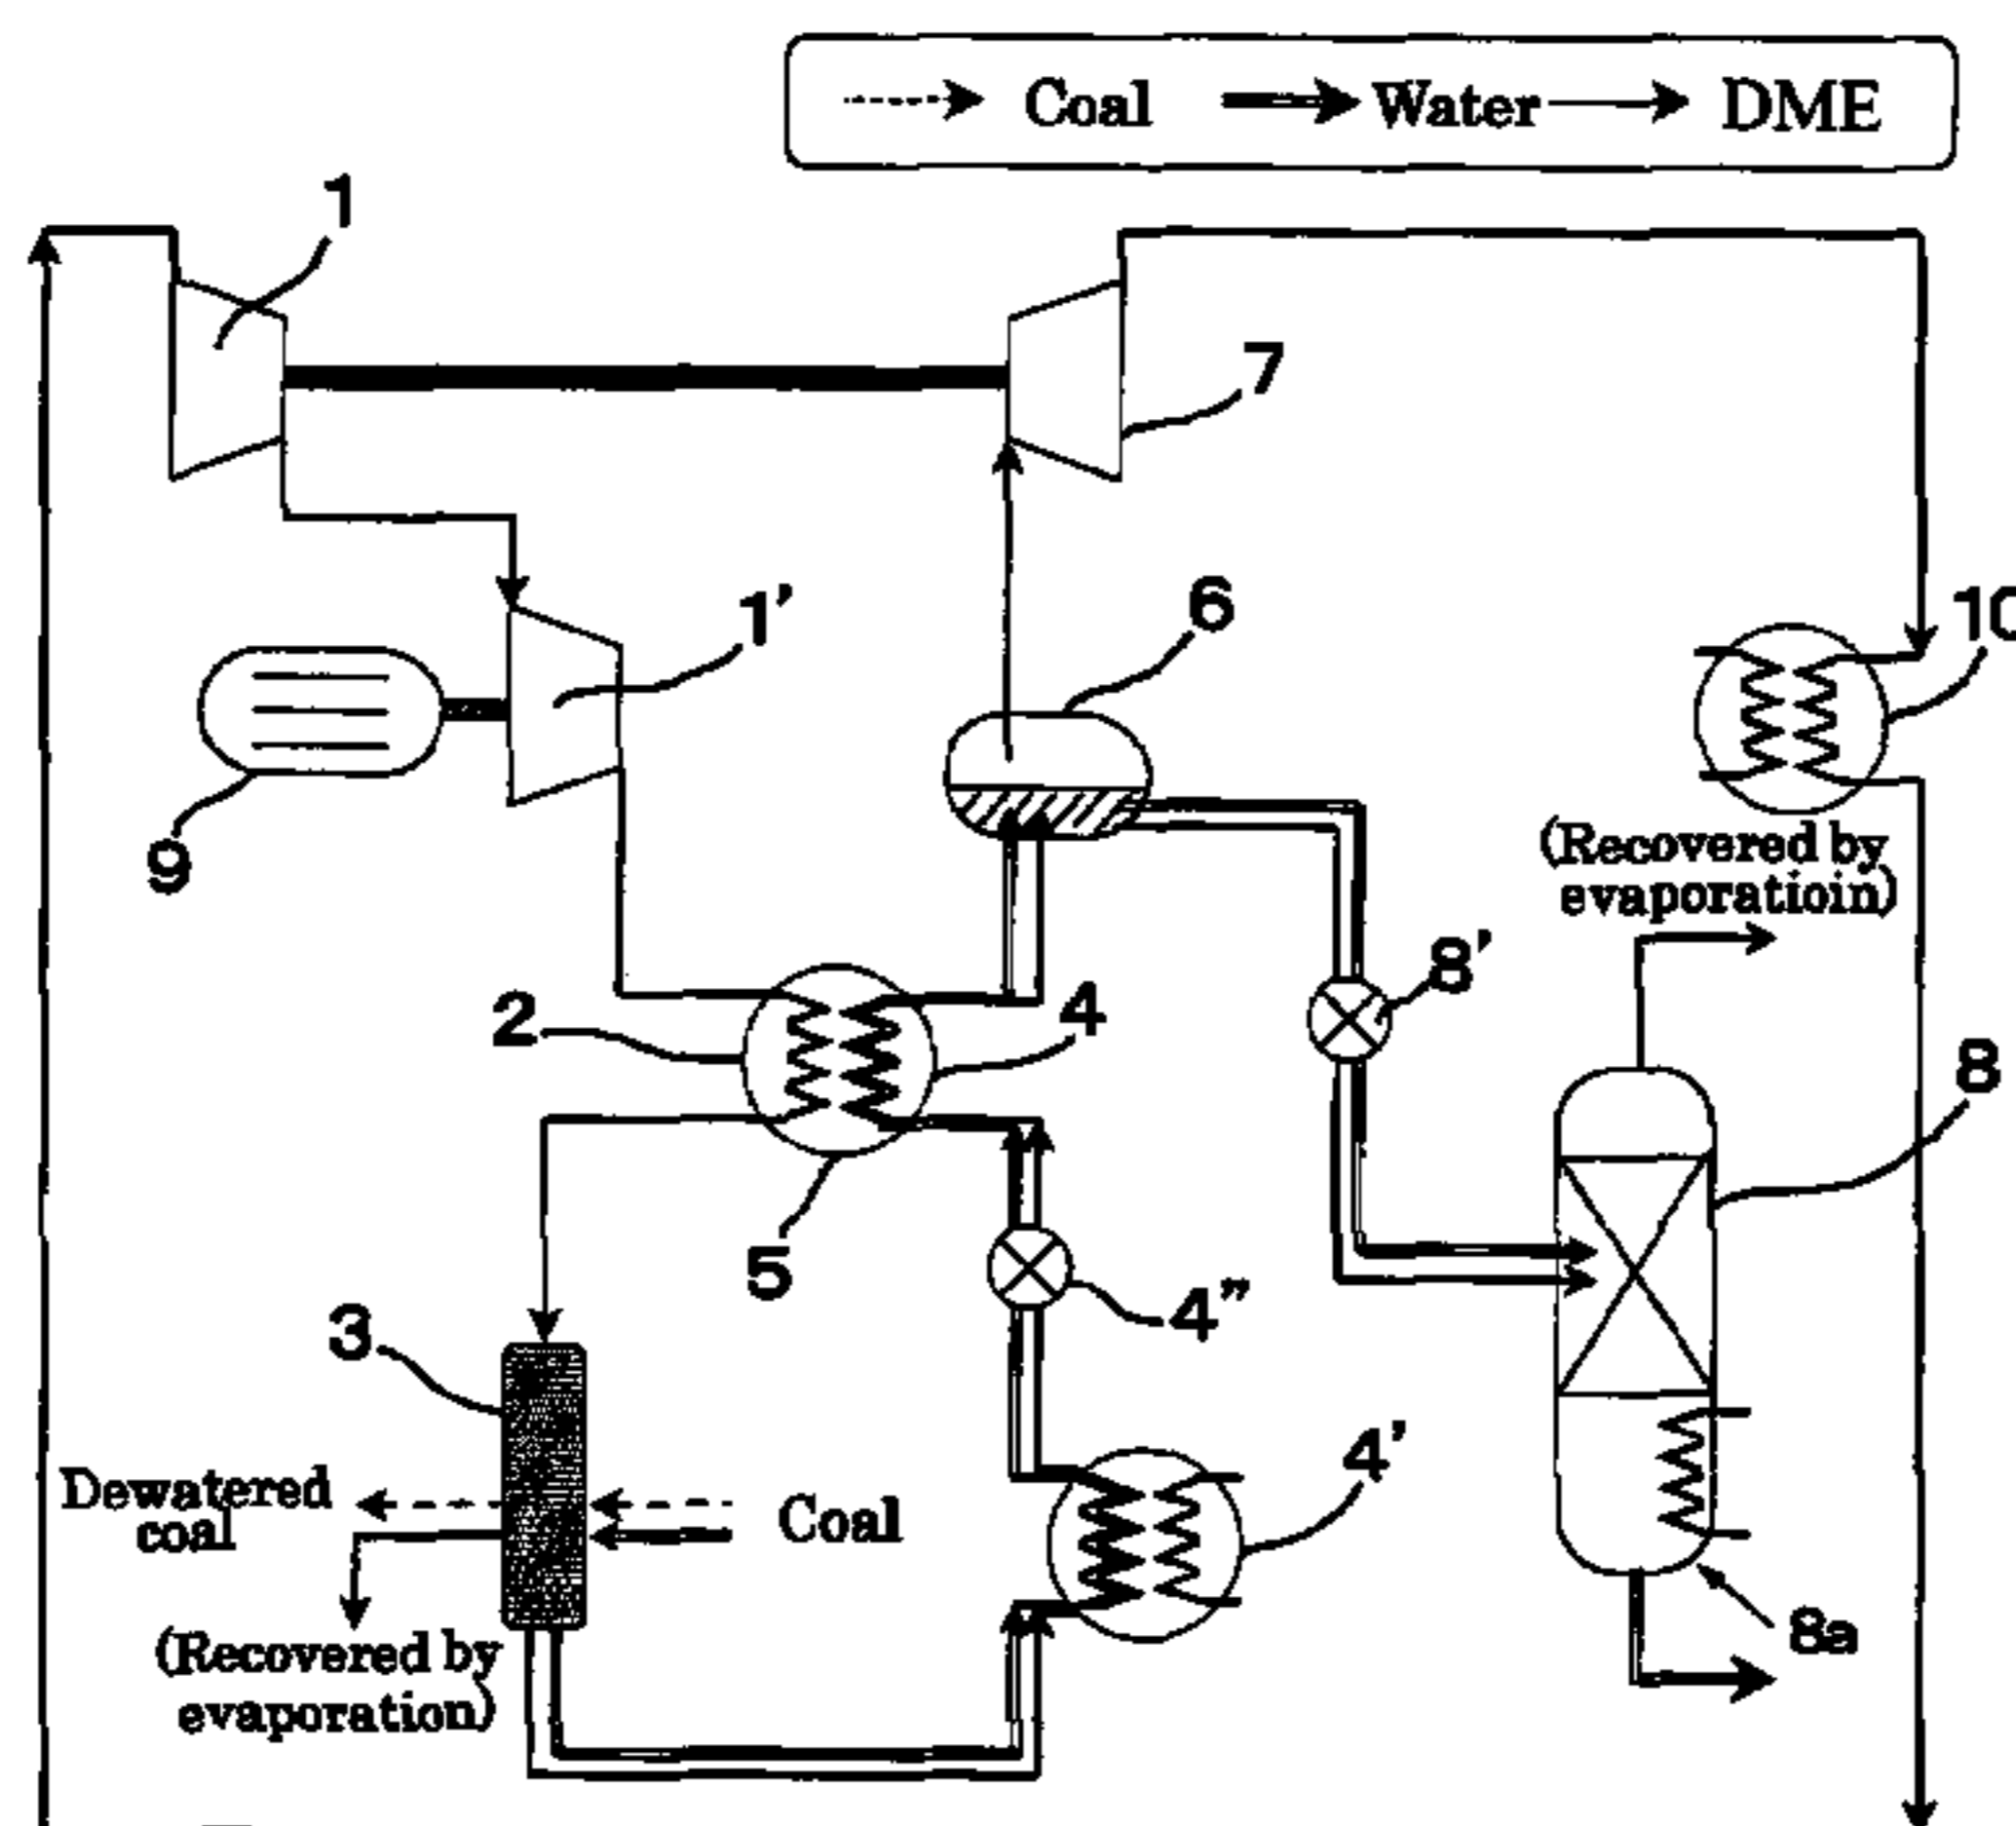 Coal Water DME
1
7
1'
6
10
9
(Recovered by
evaporatioin)
8'
2
4
8
5
4"
3
4'
Dewatered
coal
Coal
8a
(Recovered by
evaporation)